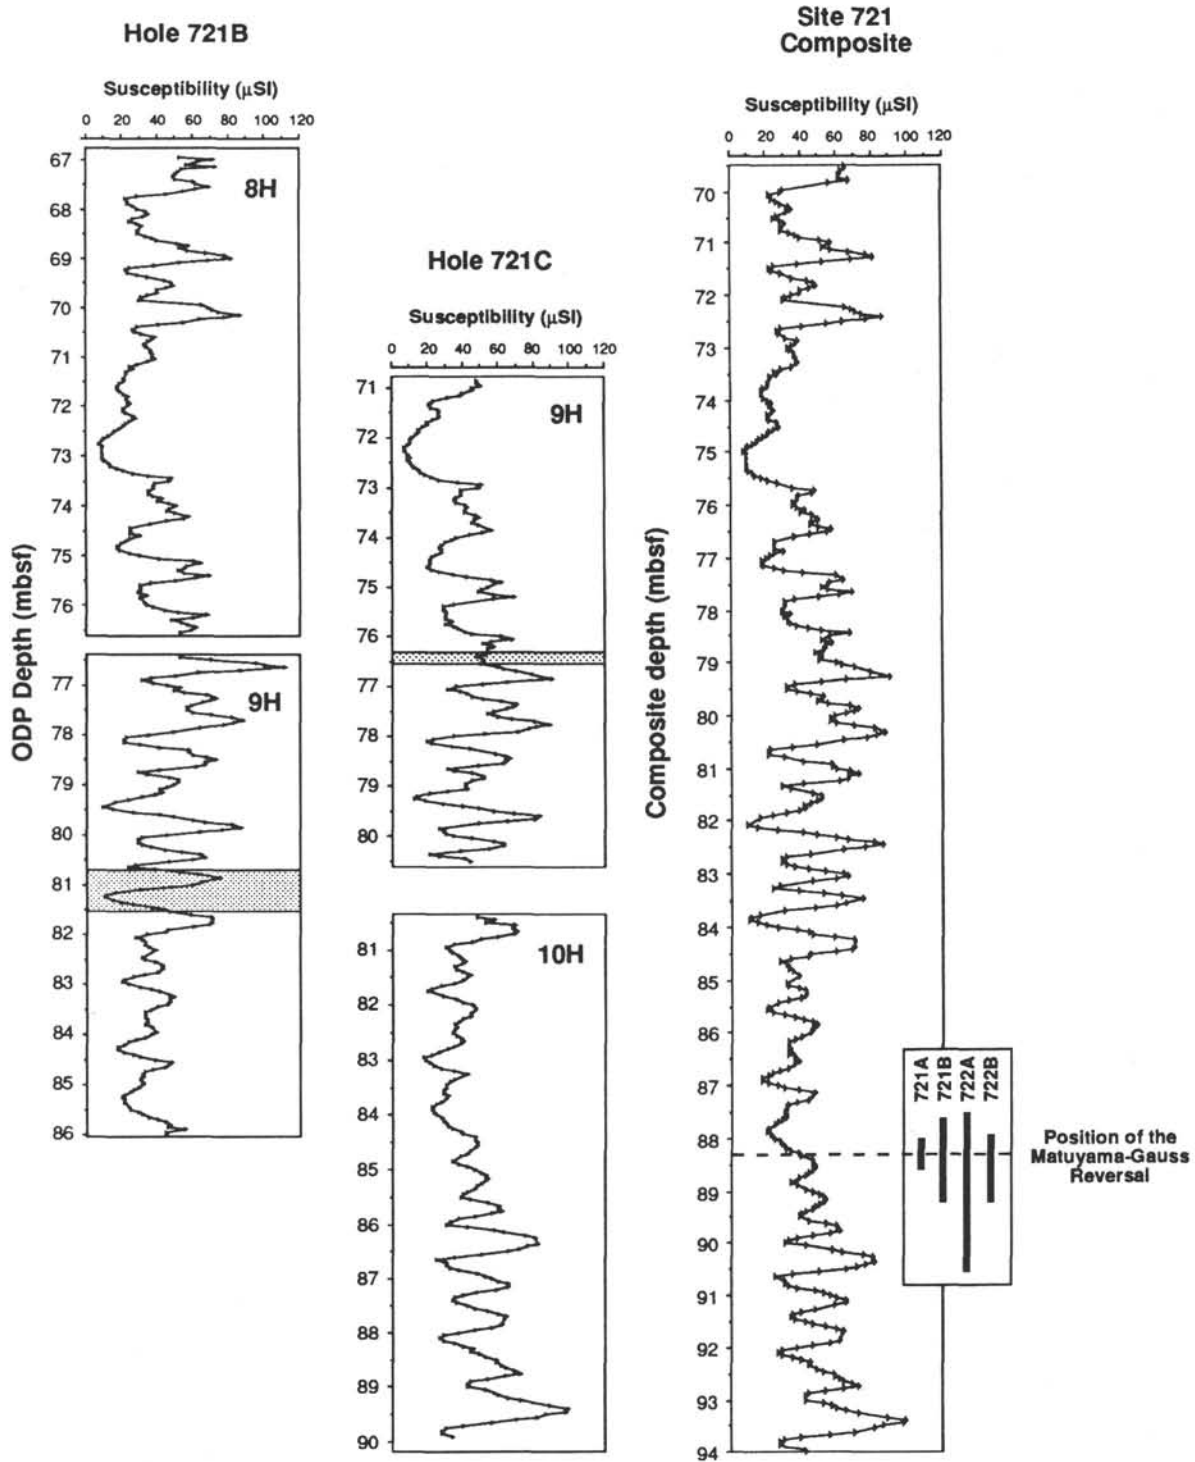 Hole 721B
Susceptibility (μSI)
0 20 40 60 80 100 120
8H
67
68
69
70
71
72
73
74
75
76
9H
77
78
79
80
81
82
83
84
85
86
ODP Depth (mbsf)
Hole 721C
Susceptibility (μSI)
0 20 40 60 80 100 120
9H
71
72
73
74
75
76
77
78
79
80
10H
81
82
83
84
85
86
87
88
89
90
Site 721
Composite
Susceptibility (μSI)
0 20 40 60 80 100 120
Composite depth (mbsf)
70
71
72
73
74
75
76
77
78
79
80
81
82
83
84
85
86
87
88
89
90
91
92
93
94
721A
721B
722A
722B
Position of the
Matuyama-Gauss
Reversal